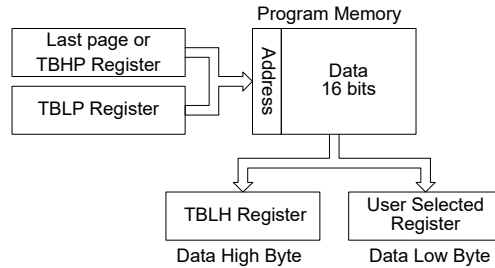 Program Memory
Last page or
TBHP Register
TBLP Register
Address
Data
16 bits
TBLH Register
User Selected
Register
Data High Byte
Data Low Byte